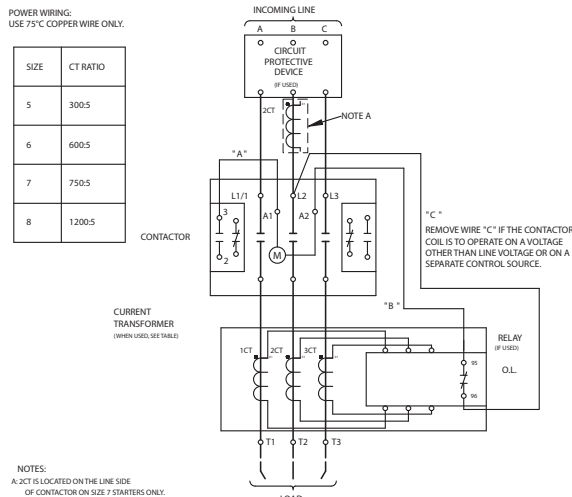 POWER WIRING:
USE 75°C COPPER WIRE ONLY.
SIZE CT RATIO
5 300:5
6 600:5
7 750:5
8 1200:5
INCOMING LINE
A B C
CIRCUIT
PROTECTIVE
DEVICE
(IF USED)
2CT
NOTE A
"A"
L1/1 L2 L3
3 A1 A2
M
2
CONTACTOR
"C "
REMOVE WIRE "C" IF THE CONTACTOR
COIL IS TO OPERATE ON A VOLTAGE
OTHER THAN LINE VOLTAGE OR ON A
SEPARATE CONTROL SOURCE.
"B "
CURRENT
TRANSFORMER
(WHEN USED, SEE TABLE)
1CT 2CT 3CT
RELAY
(IF USED)
O.L.
95
96
T1 T2 T3
LOAD
NOTES:
A: 2CT IS LOCATED ON THE LINE SIDE
OF CONTACTOR ON SIZE 7 STARTERS ONLY.